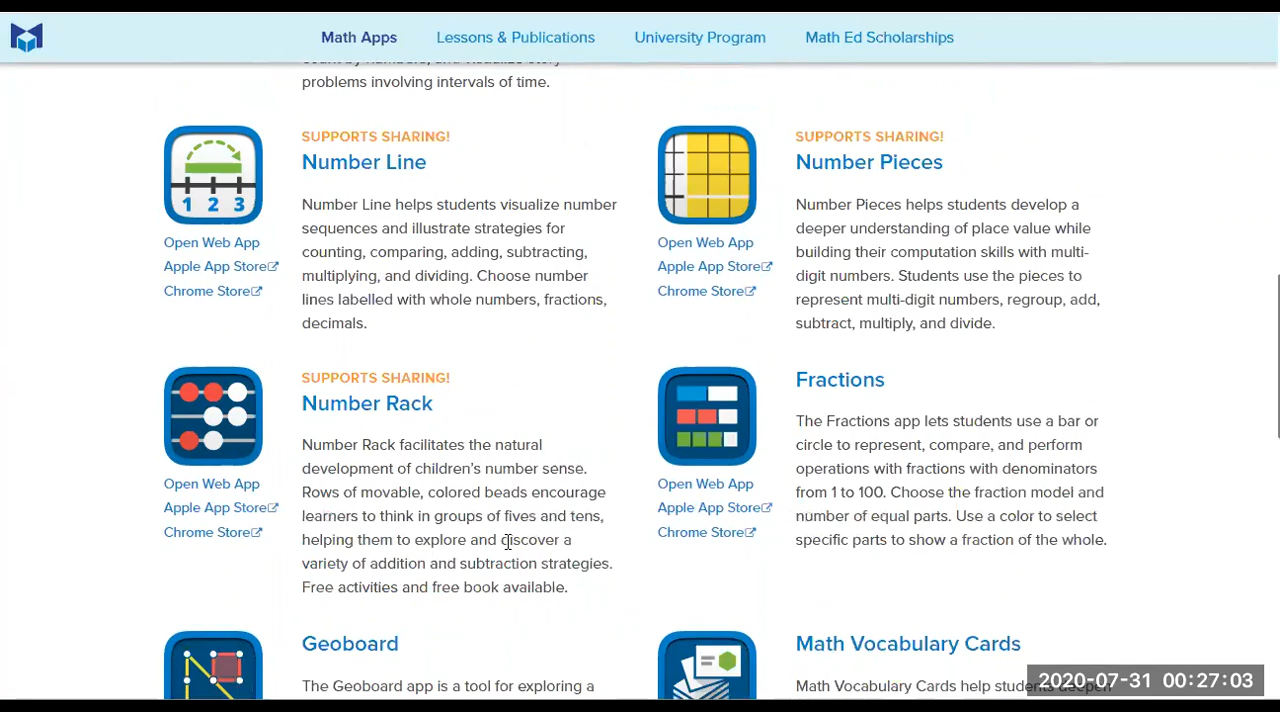 Math Apps
Lessons & Publications
University Program
Math Ed Scholarships
count by numbers, and visualize story
problems involving intervals of time.
1 2 3
Open Web App
Apple App Store
Chrome Store
SUPPORTS SHARING!
Number Line
Number Line helps students visualize number
sequences and illustrate strategies for
counting, comparing, adding, subtracting,
multiplying, and dividing. Choose number
lines labelled with whole numbers, fractions,
decimals.
Open Web App
Apple App Store
Chrome Store
SUPPORTS SHARING!
Number Pieces
Number Pieces helps students develop a
deeper understanding of place value while
building their computation skills with multi-
digit numbers. Students use the pieces to
represent multi-digit numbers, regroup, add,
subtract, multiply, and divide.
Open Web App
Apple App Store
Chrome Store
SUPPORTS SHARING!
Number Rack
Number Rack facilitates the natural
development of children's number sense.
Rows of movable, colored beads encourage
learners to think in groups of fives and tens,
helping them to explore and discover a
variety of addition and subtraction strategies.
Free activities and free book available.
Open Web App
Apple App Store
Chrome Store
Fractions
The Fractions app lets students use a bar or
circle to represent, compare, and perform
operations with fractions with denominators
from 1 to 100. Choose the fraction model and
number of equal parts. Use a color to select
specific parts to show a fraction of the whole.
Geoboard
The Geoboard app is a tool for exploring a
Math Vocabulary Cards
Math Vocabulary Cards help students deepen
2020-07-31 00:27:03